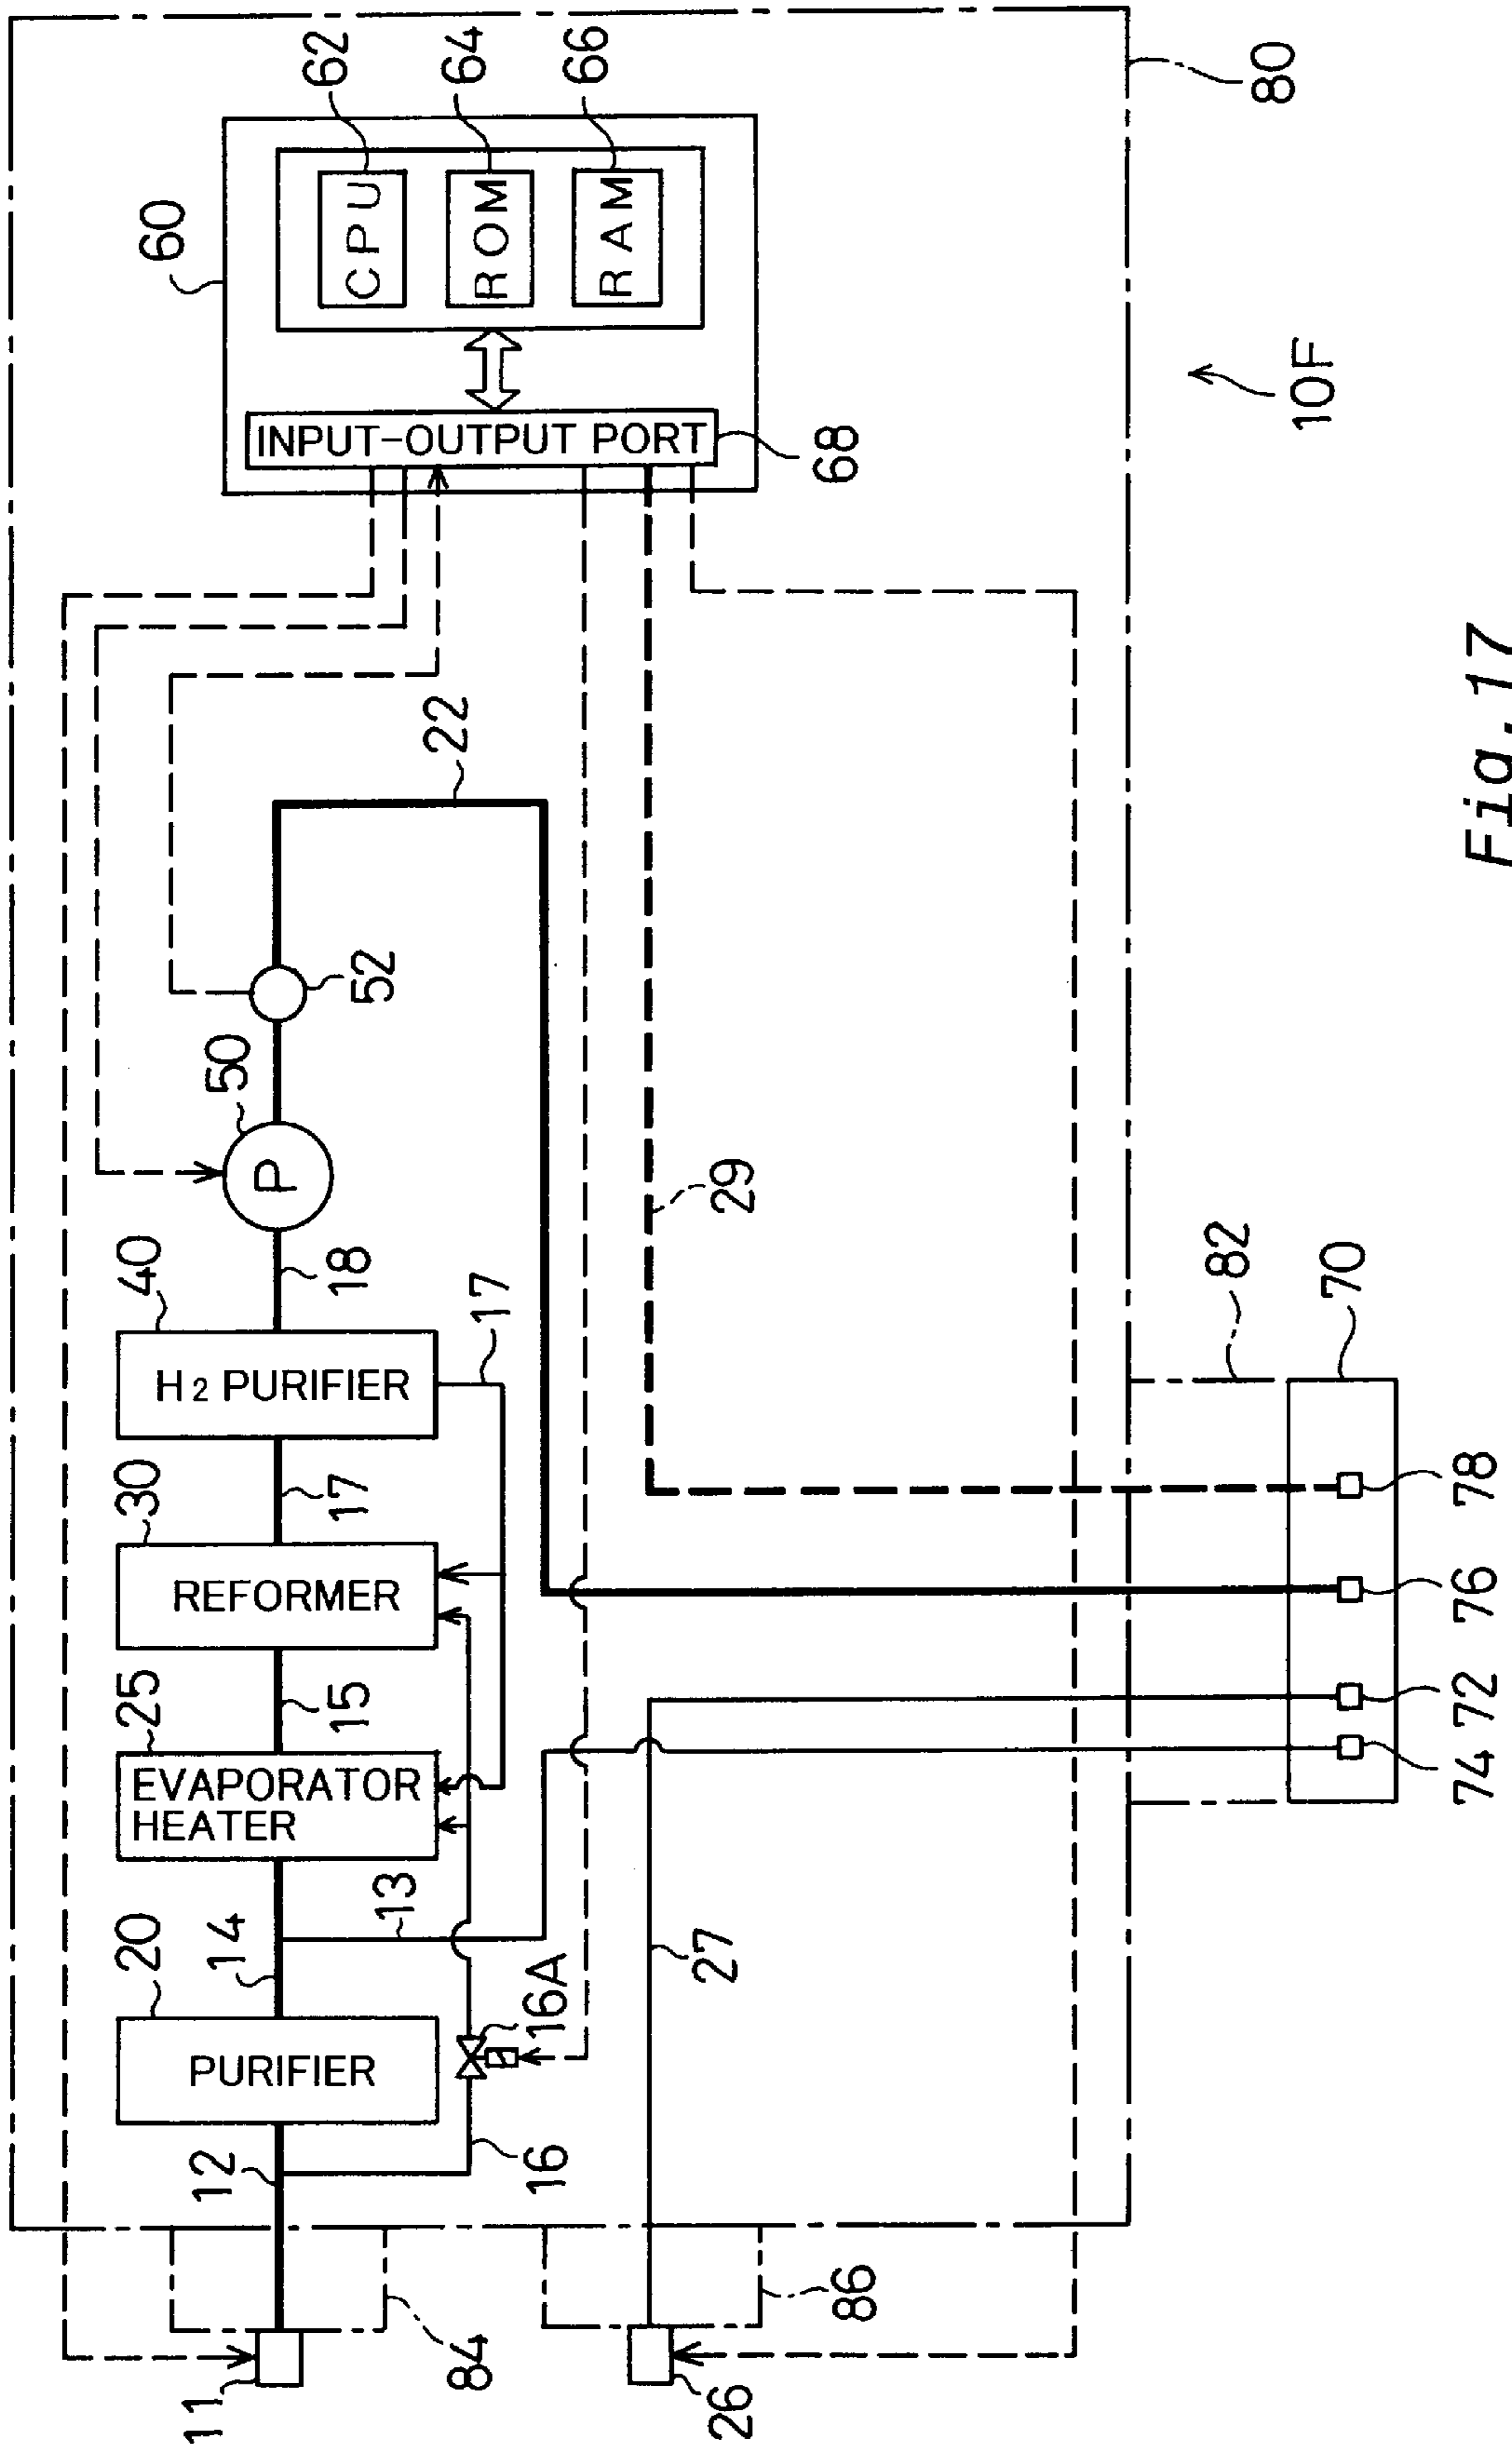 60
62
64
66
80
CPU
ROM
RAM
INPUT-OUTPUT PORT
68
10F
22
50
52
40
18
17
29
82
70
H2 PURIFIER
30
17
REFORMER
25
15
EVAPORATOR
HEATER
78
76
72
74
20
14
13
16A
27
PURIFIER
12
16
11
84
26
86
Fig.17